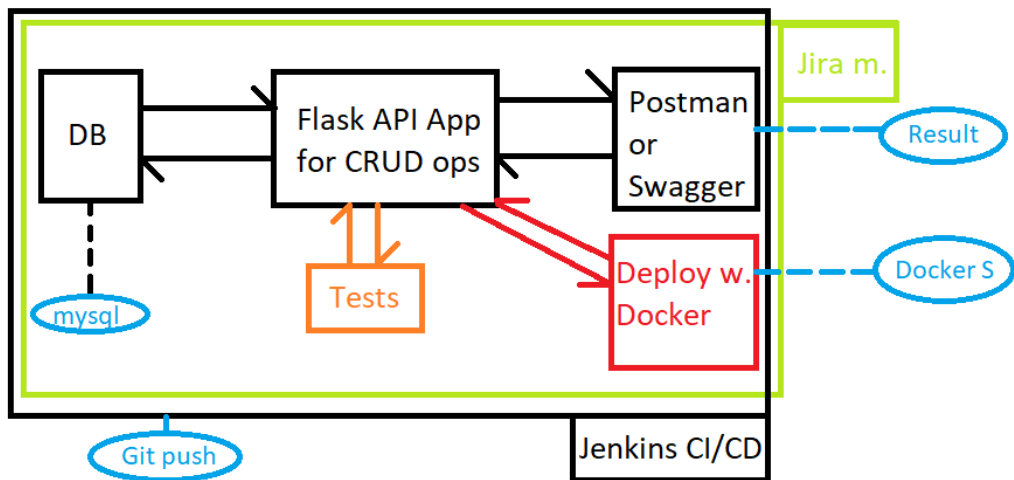 Jira m.
DB
Flask API App
for CRUD ops
Postman
or
Swagger
Result
Tests
Deploy w.
Docker
Docker S
mysql
Git push
Jenkins CI/CD